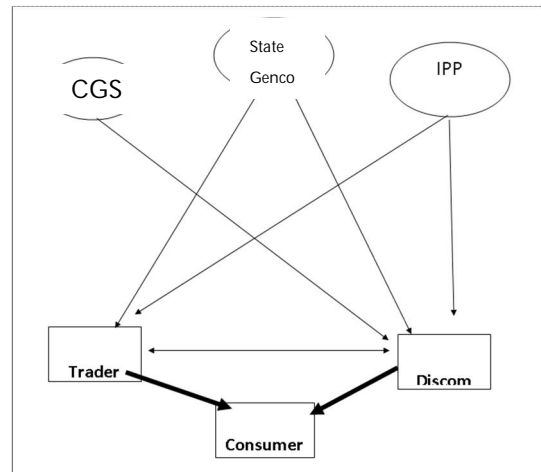 State
Genco
CGS
IPP
Trader
Discom
Consumer